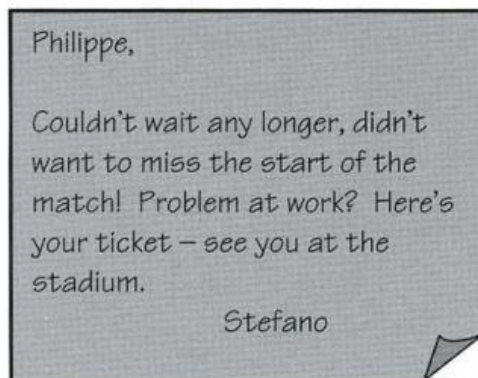 Philippe,
Couldn't wait any longer, didn't
want to miss the start of the
match! Problem at work? Here's
your ticket – see you at the
stadium.
Stefano